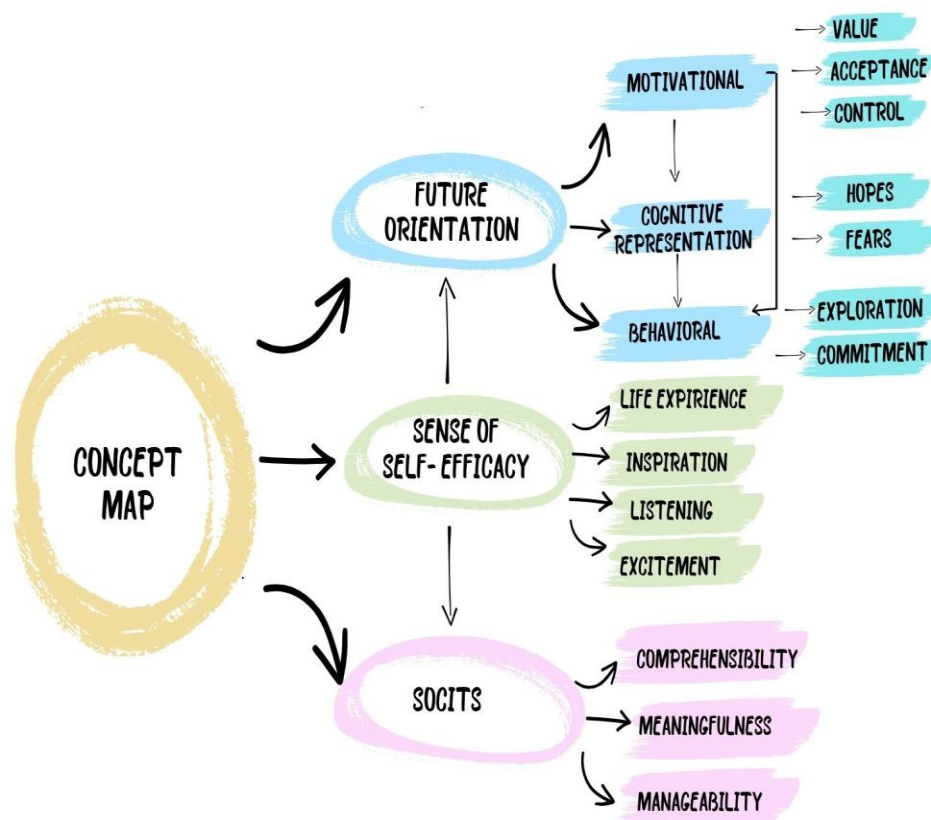 CONCEPT
MAP
FUTURE
ORIENTATION
MOTIVATIONAL
VALUE
ACCEPTANCE
CONTROL
COGNITIVE
REPRESENTATION
HOPES
FEARS
BEHAVIORAL
EXPLORATION
COMMITMENT
SENSE OF
SELF- EFFICACY
LIFE EXPIRIENCE
INSPIRATION
LISTENING
EXCITEMENT
SOCITS
COMPREHENSIBILITY
MEANINGFULNESS
MANAGEABILITY